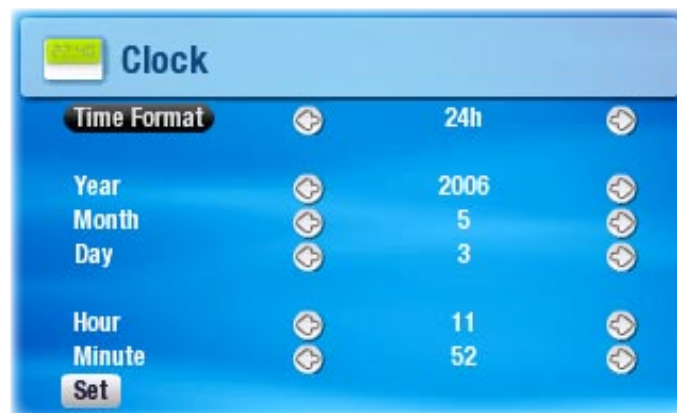 Clock
Time Format 24h
Year 2006
Month 5
Day 3
Hour 11
Minute 52
Set